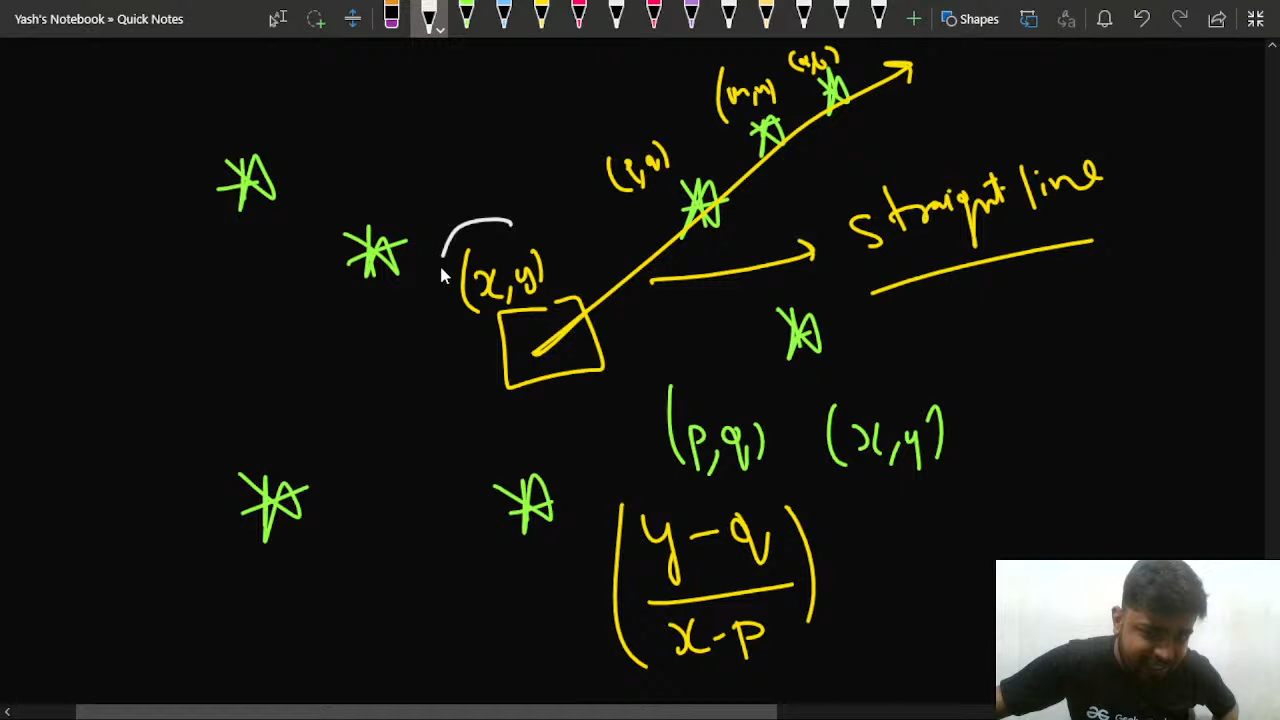 Yash's Notebook » Quick Notes
Shapes
(m,n)
(p,q)
(x,y)
straight line
(p,q) (x,y)
(y-q
x-p)